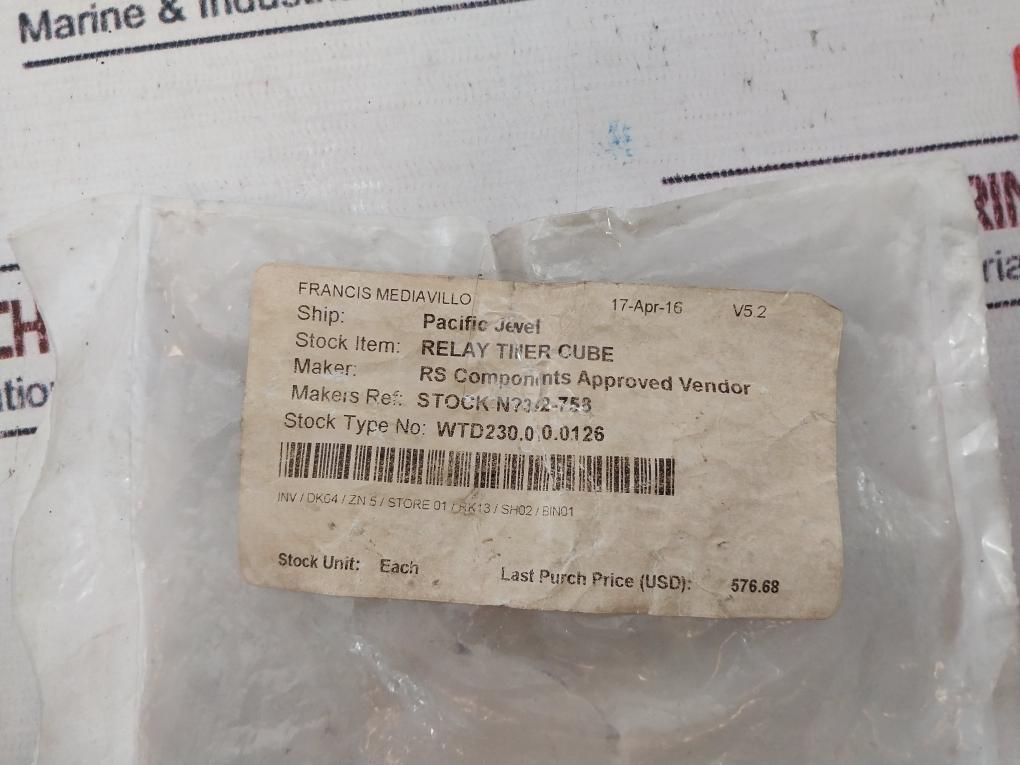 Marine &
FRANCIS MEDIAVILLO 17-Apr-16 V5.2
Ship: Pacific Jewel
Stock Item: RELAY TIMER CUBE
Maker: RS Components Approved Vendor
Makers Ref: STOCK
Stock Type No: WTD230.0.0.0126
INV / DK04 / ZN 5 / STORE 01 / RK13 / SH02 / BIN01
Stock Unit: Each Last Purch Price (USD): 576.68